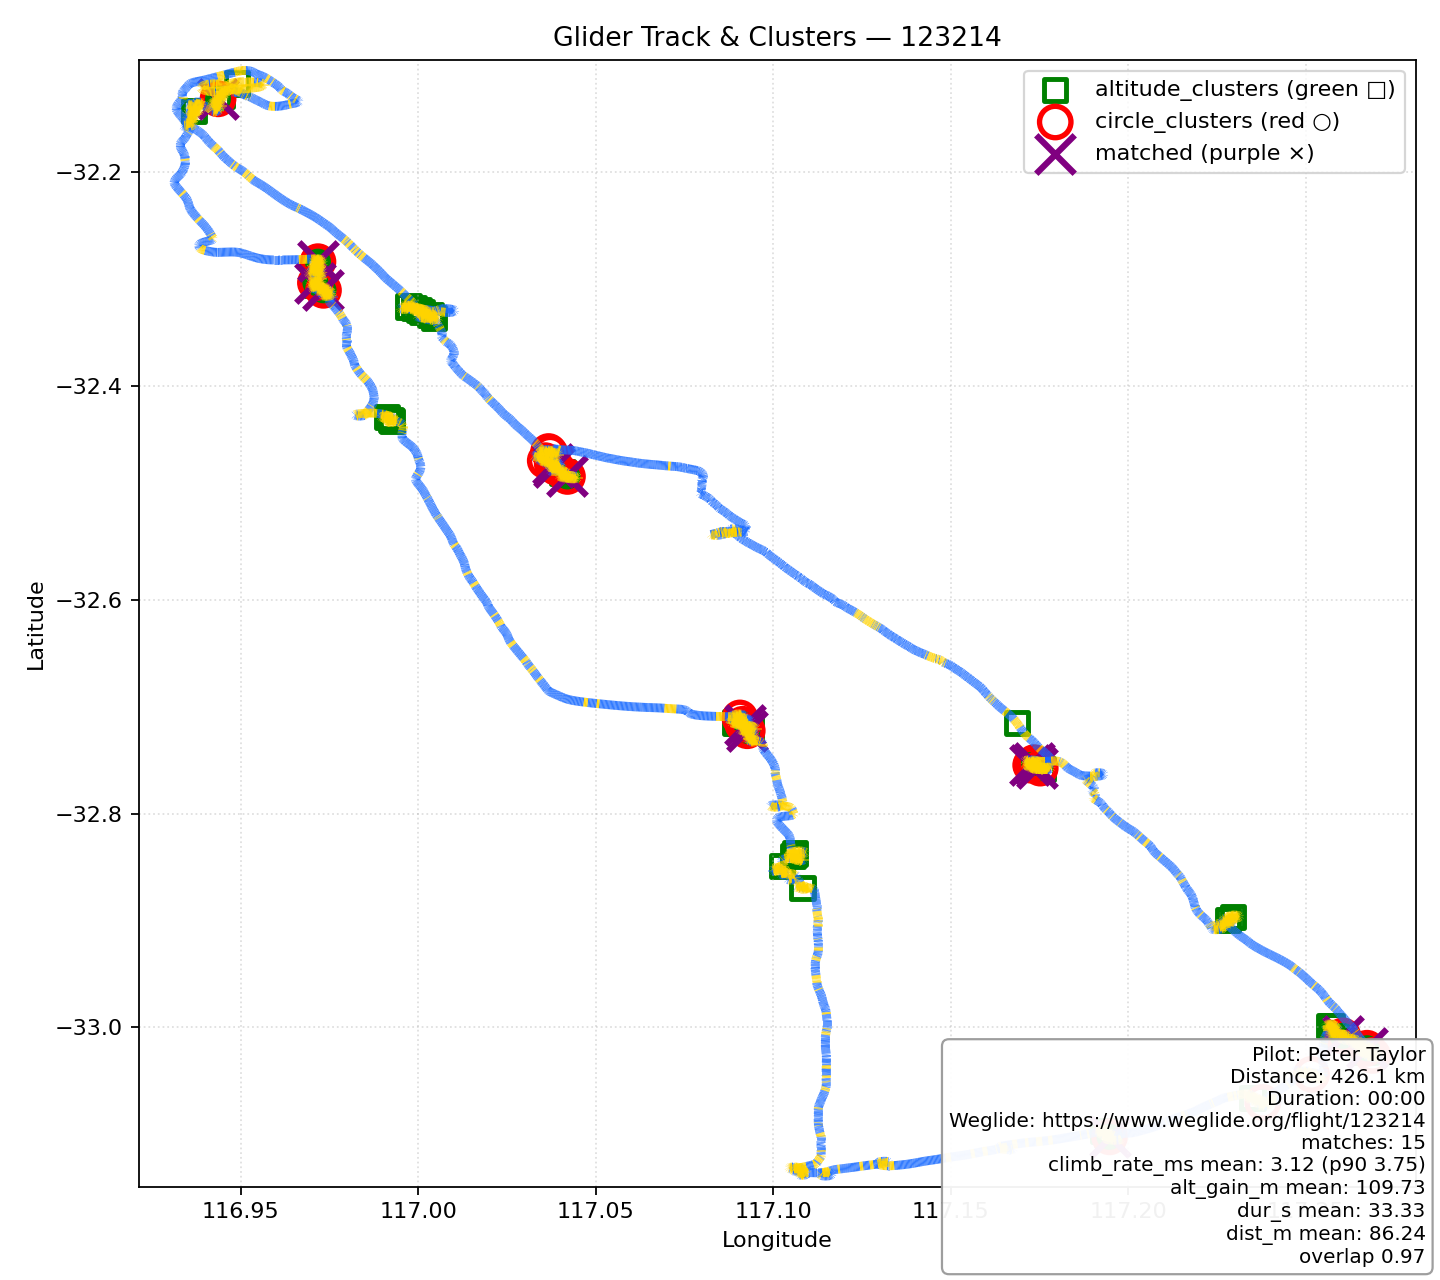 Glider Track & Clusters — 123214
altitude_clusters (green □)
circle_clusters (red ○)
matched (purple ×)
−32.2
−32.4
−32.6
−32.8
−33.0
Latitude
116.95
117.00
117.05
117.10
117.15
117.20
Longitude
Pilot: Peter Taylor
Distance: 426.1 km
Duration: 00:00
Weglide: https://www.weglide.org/flight/123214
matches: 15
climb_rate_ms mean: 3.12 (p90 3.75)
alt_gain_m mean: 109.73
dur_s mean: 33.33
dist_m mean: 86.24
overlap 0.97